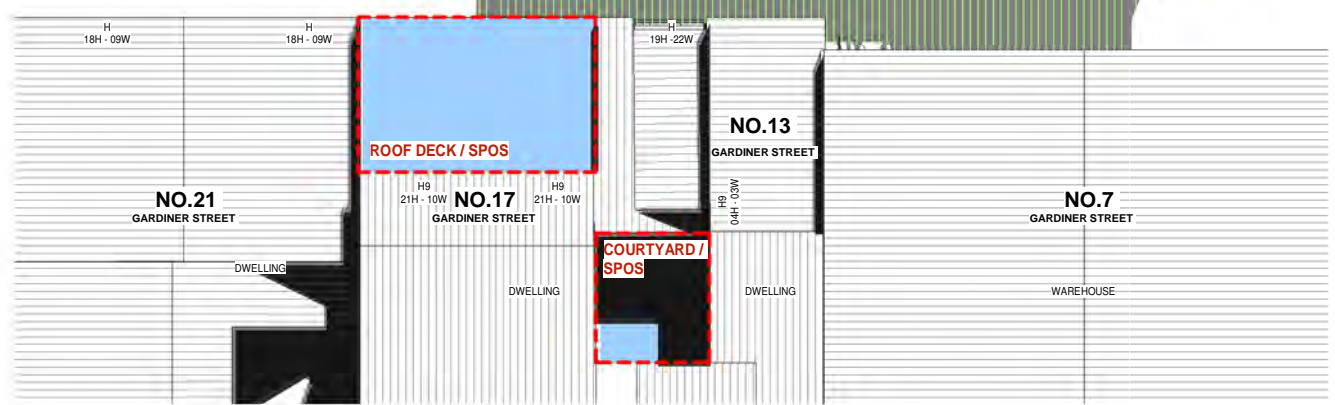 H
18H - 09W
H
18H - 09W
H
19H -22W
NO.13
GARDINER STREET
ROOF DECK / SPOS
H9
21H - 10W
H9
21H - 10W
H9
04H - 03W
NO.21
GARDINER STREET
NO.17
GARDINER STREET
NO.7
GARDINER STREET
COURTYARD /
SPOS
DWELLING
DWELLING
DWELLING
WAREHOUSE